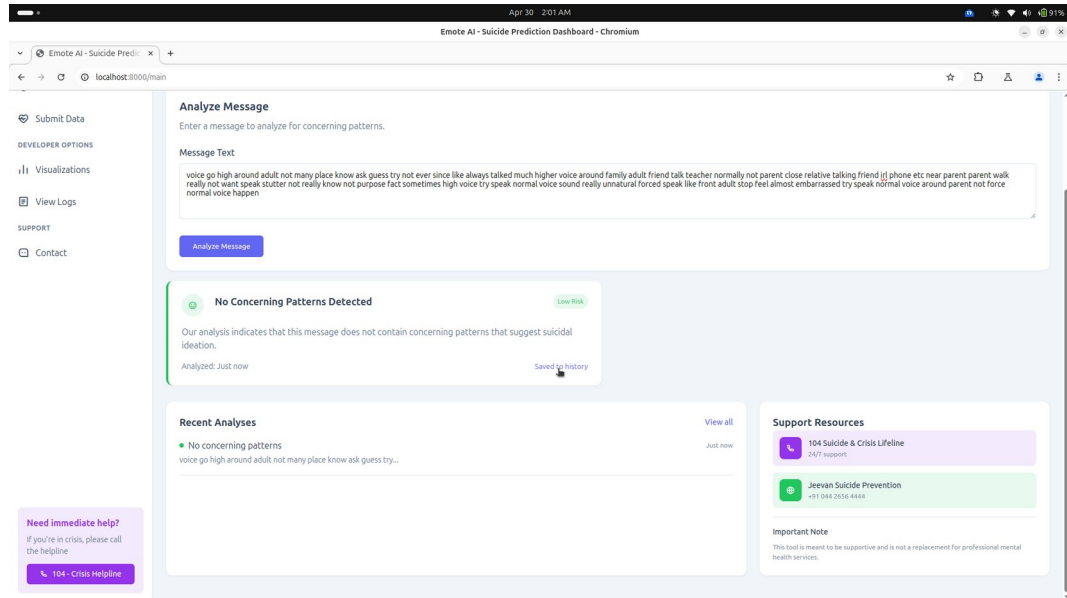 Apr 30 2:01 AM
91%
Emote AI - Suicide Prediction Dashboard - Chromium
Emote AI - Suicide Predic
localhost:8000/main
Submit Data
DEVELOPER OPTIONS
Visualizations
View Logs
SUPPORT
Contact
Need immediate help?
If you're in crisis, please call
the helpline
104 - Crisis Helpline
Analyze Message
Enter a message to analyze for concerning patterns.
Message Text
voice go high around adult not many place know ask guess try not ever since like always talked much higher voice around family adult friend talk teacher normally not parent close relative talking friend irl phone etc near parent parent walk
really not want speak stutter not really know not purpose fact sometimes high voice try speak normal voice sound really unnatural forced speak like front adult stop feel almost embarrassed try speak normal voice around parent not force
normal voice happen
Analyze Message
No Concerning Patterns Detected
Low Risk
Our analysis indicates that this message does not contain concerning patterns that suggest suicidal
ideation.
Analyzed: Just now
Saved to history
Recent Analyses
View all
No concerning patterns
Just now
voice go high around adult not many place know ask guess try...
Support Resources
104 Suicide & Crisis Lifeline
24/7 support
Jeevan Suicide Prevention
+91 044 2656 4444
Important Note
This tool is meant to be supportive and is not a replacement for professional mental
health services.